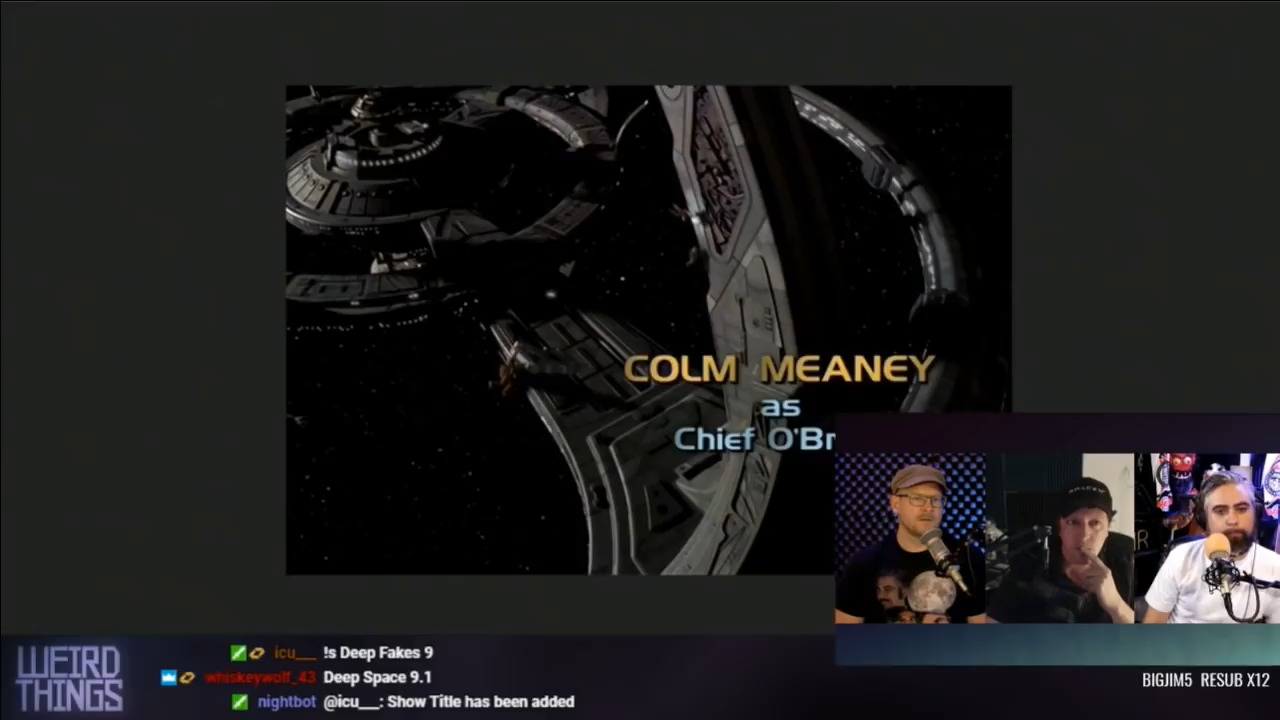 COLM MEANEY
as
Chief O'Br
WEIRD
THINGS
icu__ !s Deep Fakes 9
whiskeywolf_43 Deep Space 9.1
nightbot @icu__: Show Title has been added
BIGJIM5 RESUB X12